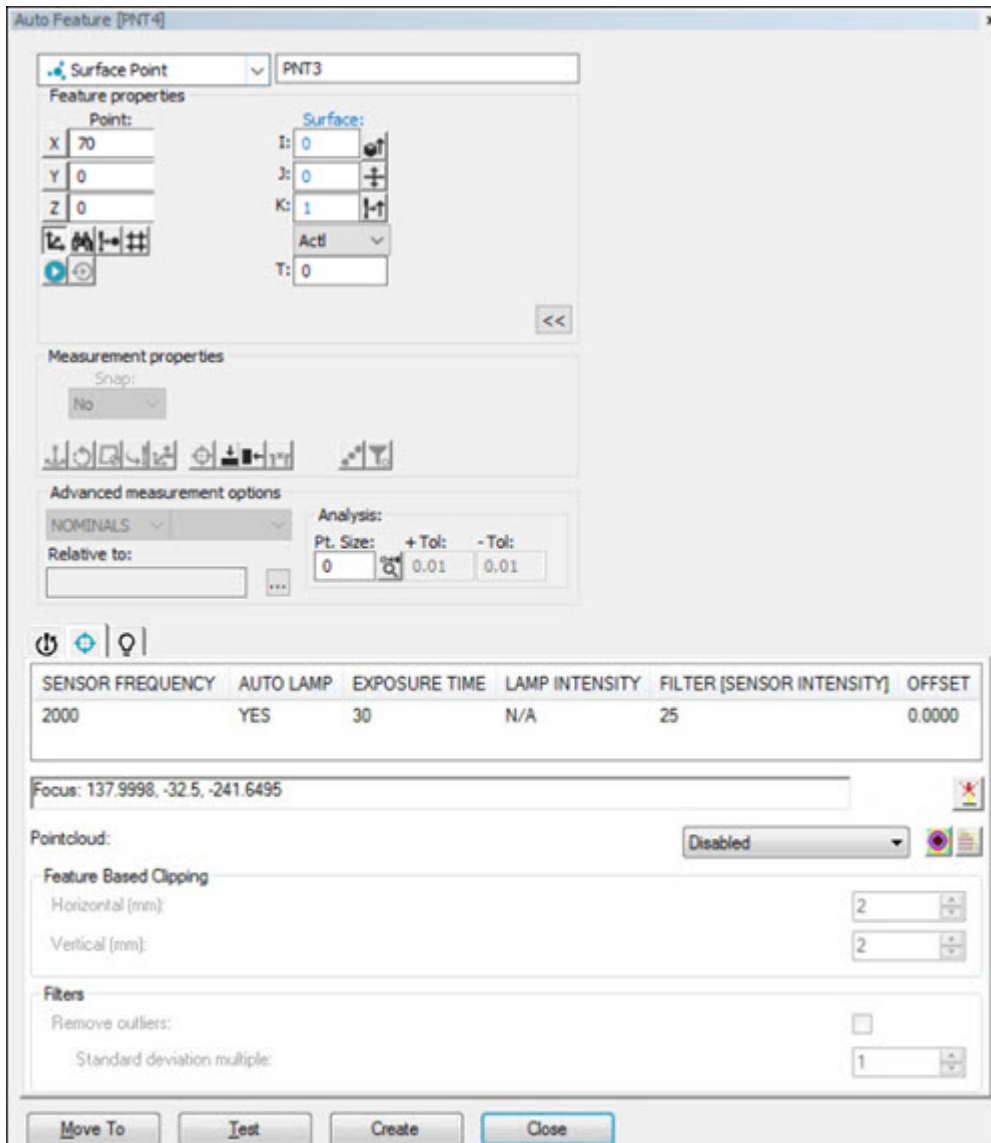 Auto Feature [PNT4]
Surface Point PNT3
Feature properties
Point: Surface:
X 70 I: 0
Y 0 J: 0
Z 0 K: 1
Actl
T: 0
<<
Measurement properties
Snap:
No
Advanced measurement options
NOMINALS
Analysis:
Pt. Size: + Tol: - Tol:
Relative to:
0 0.01 0.01
...
SENSOR FREQUENCY AUTO LAMP EXPOSURE TIME LAMP INTENSITY FILTER [SENSOR INTENSITY] OFFSET
2000 YES 30 N/A 25 0.0000
Focus: 137.9998, -32.5, -241.6495
Pointcloud: Disabled
Feature Based Clipping
Horizontal (mm): 2
Vertical (mm): 2
Filters
Remove outliers:
Standard deviation multiple: 1
Move To Test Create Close